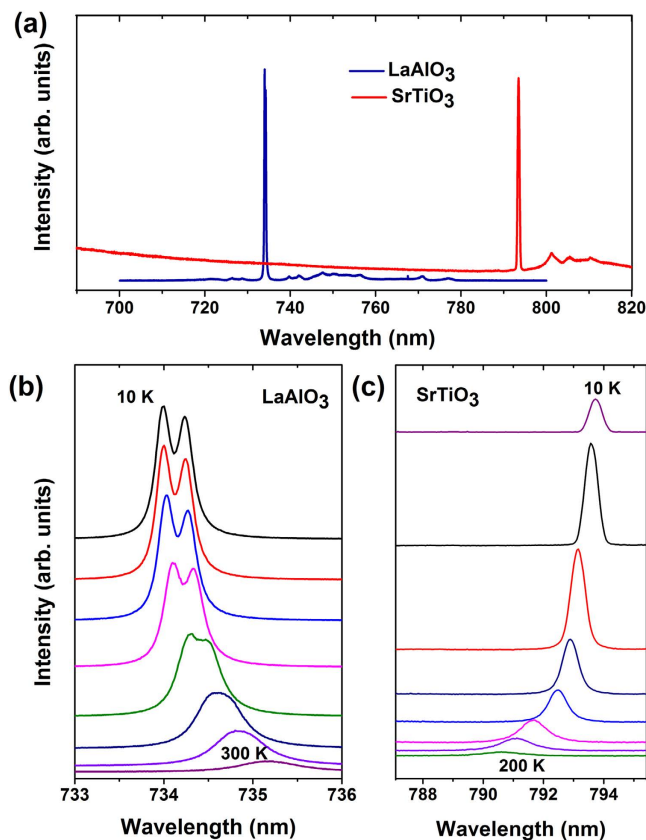 (a)
LaAlO3
SrTiO3
Intensity (arb. units)
700 720 740 760 780 800 820
Wavelength (nm)
(b)
10 K
LaAlO3
300 K
Intensity (arb. units)
733 734 735 736
Wavelength (nm)
(c)
SrTiO3
10 K
200 K
788 790 792 794
Wavelength (nm)